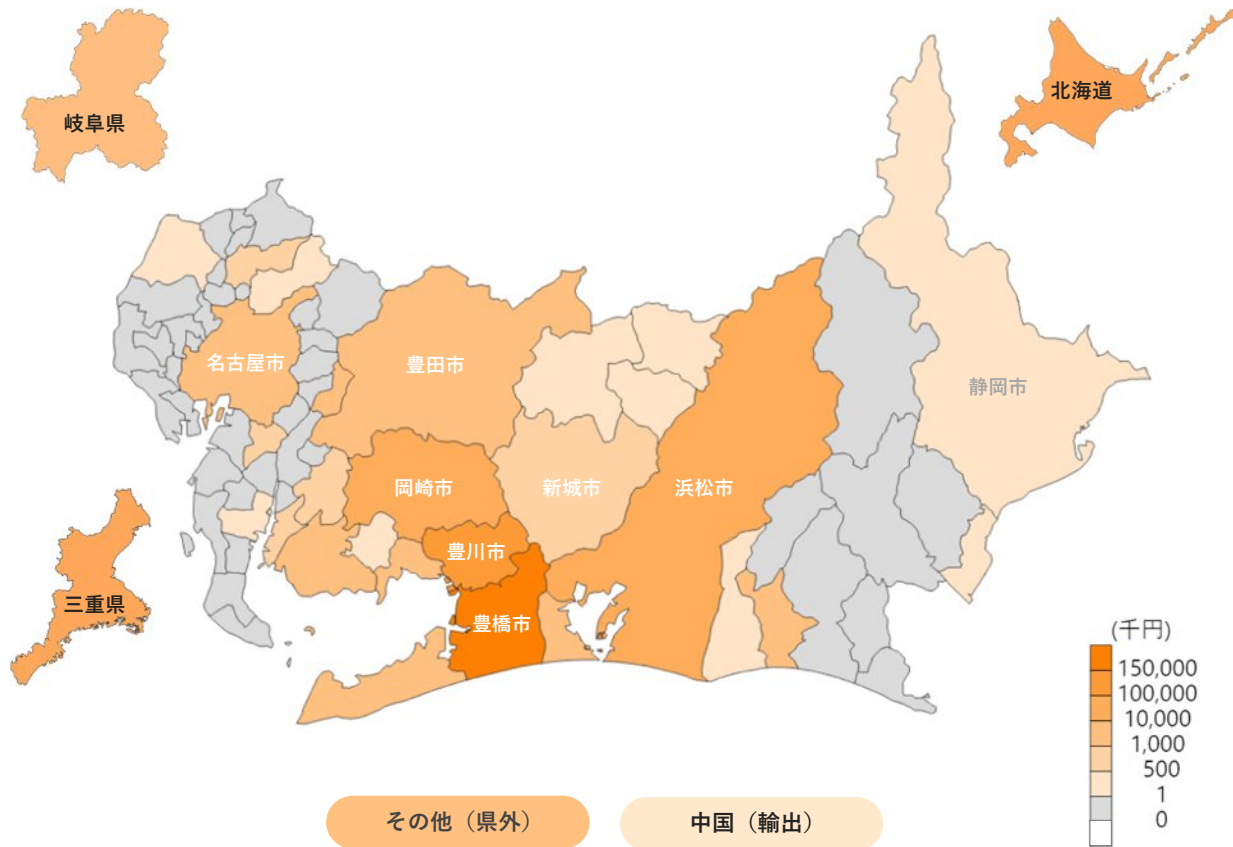 岐阜県
北海道
名古屋市
豊田市
静岡市
岡崎市
新城市
浜松市
豊川市
三重県
豊橋市
(千円)
150,000
100,000
10,000
1,000
500
1
0
その他（県外）
中国（輸出）